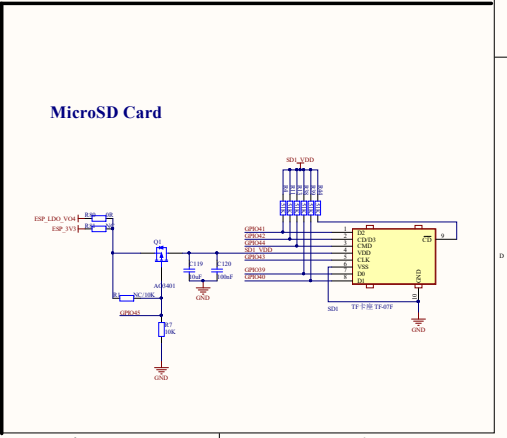 MicroSD Card
SD1_VDD
ESP_LDO_VO4
0R
ESP_3V3
GPIO41
GPIO42
GPIO44
SD1_VDD
GPIO43
GPIO39
GPIO40
1
2
3
4
5
6
7
8
9
10
D2
CD/D3
CMD
VDD
CLK
VSS
D0
D1
CD
GND
Q1
AO3401
C119
10uF
C120
100nF
GND
NC/10K
GPIO45
R7
10K
GND
SD1
TF卡座 TF-07F
GND
D